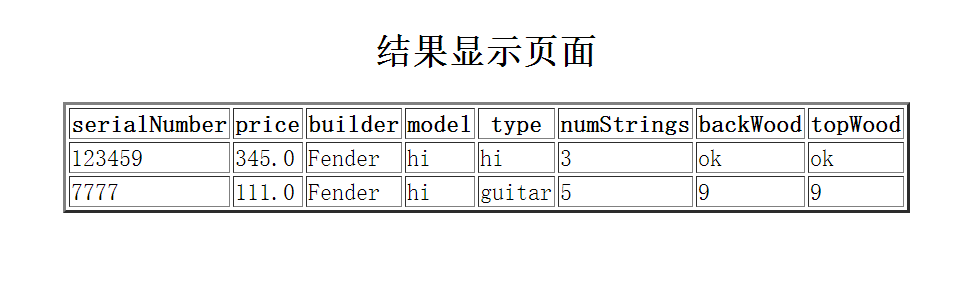 结果显示页面
serialNumber price builder model type numStrings backWood topWood
123459 345.0 Fender hi hi 3 ok ok
7777 111.0 Fender hi guitar 5 9 9